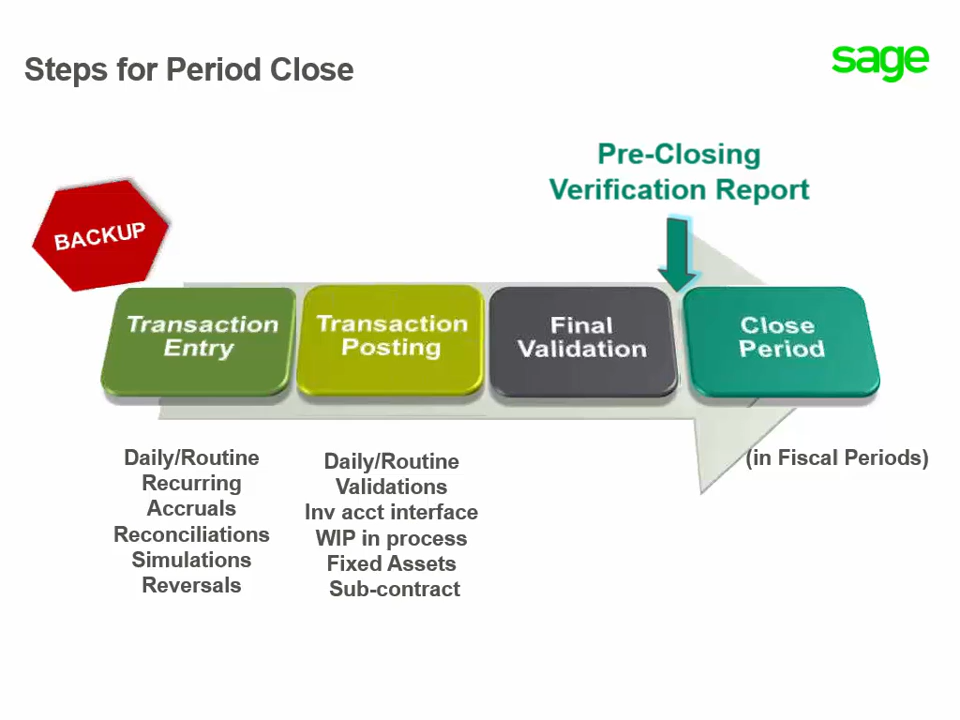 Steps for Period Close
sage
Pre-Closing
Verification Report
BACKUP
Transaction
Entry
Transaction
Posting
Final
Validation
Close
Period
Daily/Routine
Recurring
Accruals
Reconciliations
Simulations
Reversals
Daily/Routine
Validations
Inv acct interface
WIP in process
Fixed Assets
Sub-contract
(in Fiscal Periods)